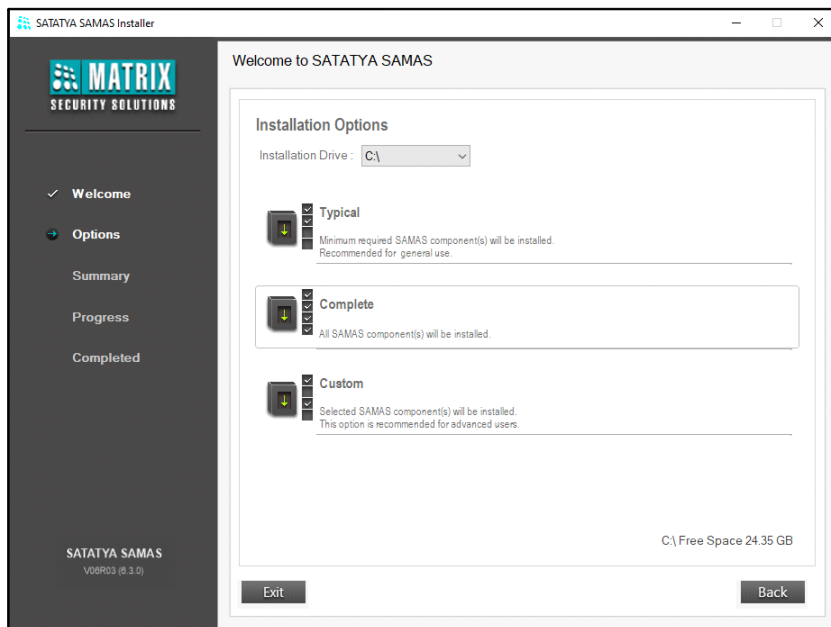 SATATYA SAMAS Installer
MATRIX
SECURITY SOLUTIONS
Welcome
Options
Summary
Progress
Completed
SATATYA SAMAS
V06R03 (6.3.0)
Welcome to SATATYA SAMAS
Installation Options
Installation Drive : C:\
Typical
Minimum required SAMAS component(s) will be installed.
Recommended for general use.
Complete
All SAMAS component(s) will be installed.
Custom
Selected SAMAS component(s) will be installed.
This option is recommended for advanced users.
C:\ Free Space 24.35 GB
Exit
Back